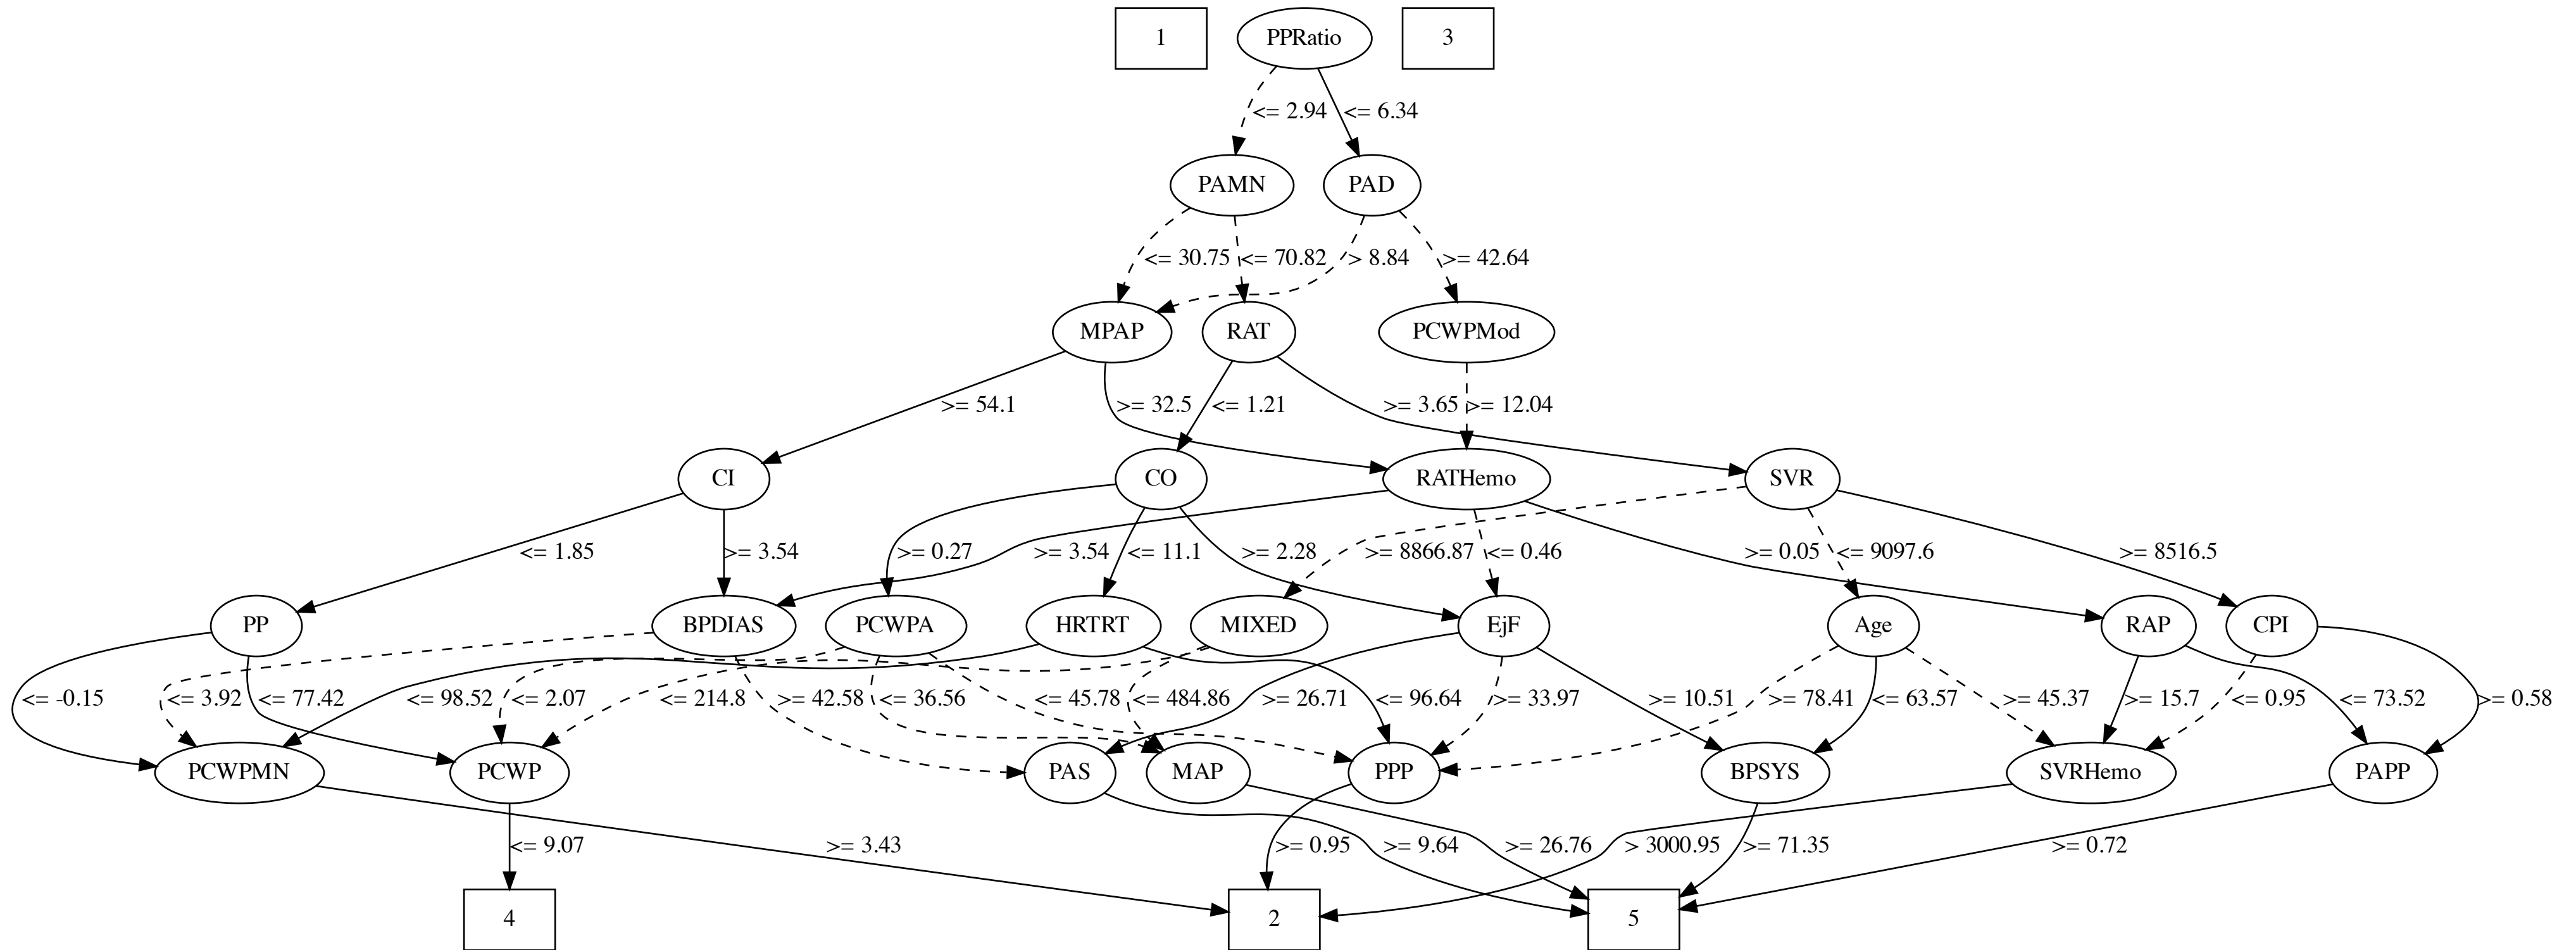 1
PPRatio
3
<= 2.94
<= 6.34
PAMN
PAD
<= 30.75
<= 70.82
> 8.84
>= 42.64
MPAP
RAT
PCWPMod
>= 54.1
>= 32.5
<= 1.21
>= 3.65
>= 12.04
CI
CO
RATHemo
SVR
<= 1.85
>= 3.54
>= 0.27
>= 3.54
<= 11.1
>= 2.28
>= 8866.87
<= 0.46
>= 0.05
<= 9097.6
>= 8516.5
PP
BPDIAS
PCWPA
HRTRT
MIXED
EjF
Age
RAP
CPI
<= -0.15
<= 3.92
<= 77.42
<= 98.52
<= 2.07
<= 214.8
>= 42.58
<= 36.56
<= 45.78
<= 484.86
>= 26.71
<= 96.64
>= 33.97
>= 10.51
>= 78.41
<= 63.57
>= 45.37
>= 15.7
<= 0.95
<= 73.52
>= 0.58
PCWPMN
PCWP
PAS
MAP
PPP
BPSYS
SVRHemo
PAPP
<= 9.07
>= 3.43
>= 0.95
>= 9.64
>= 26.76
> 3000.95
>= 71.35
>= 0.72
4
2
5